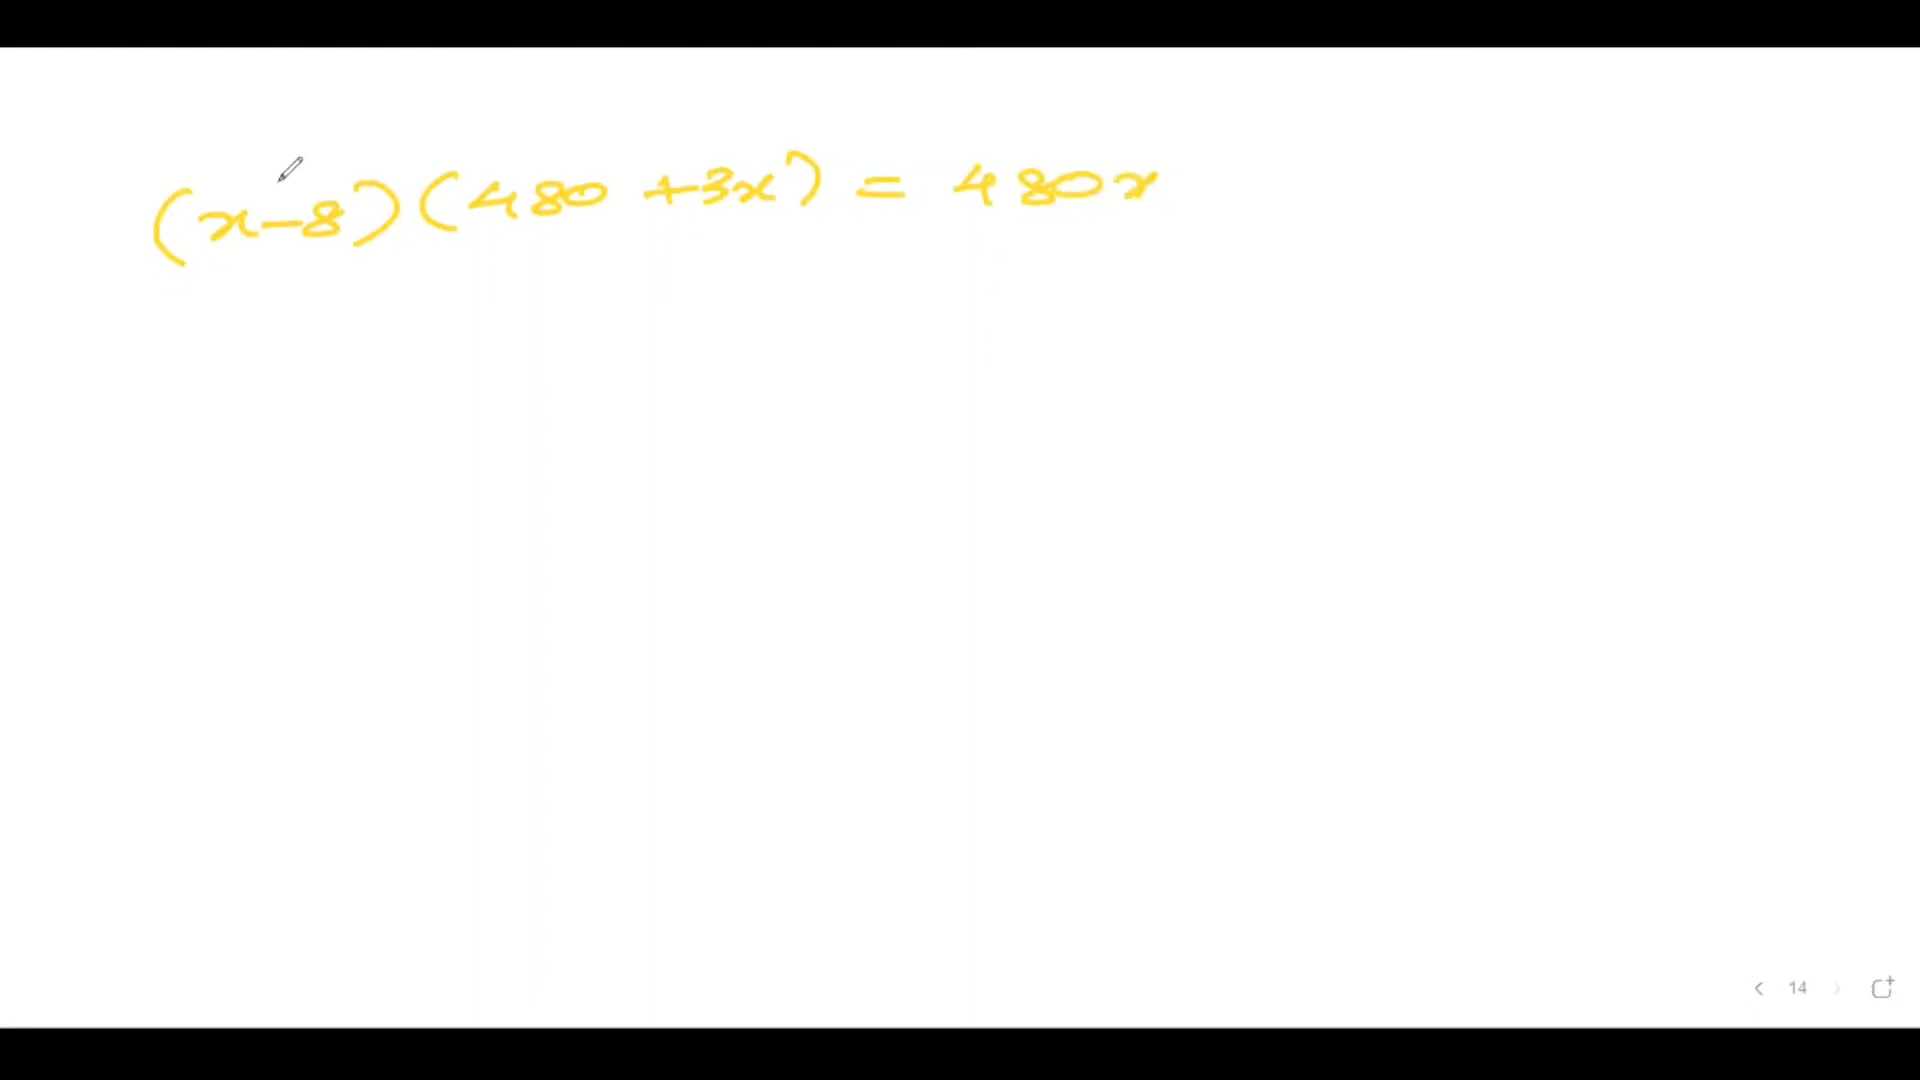 (x-8)(480 +3x) = 480x
14